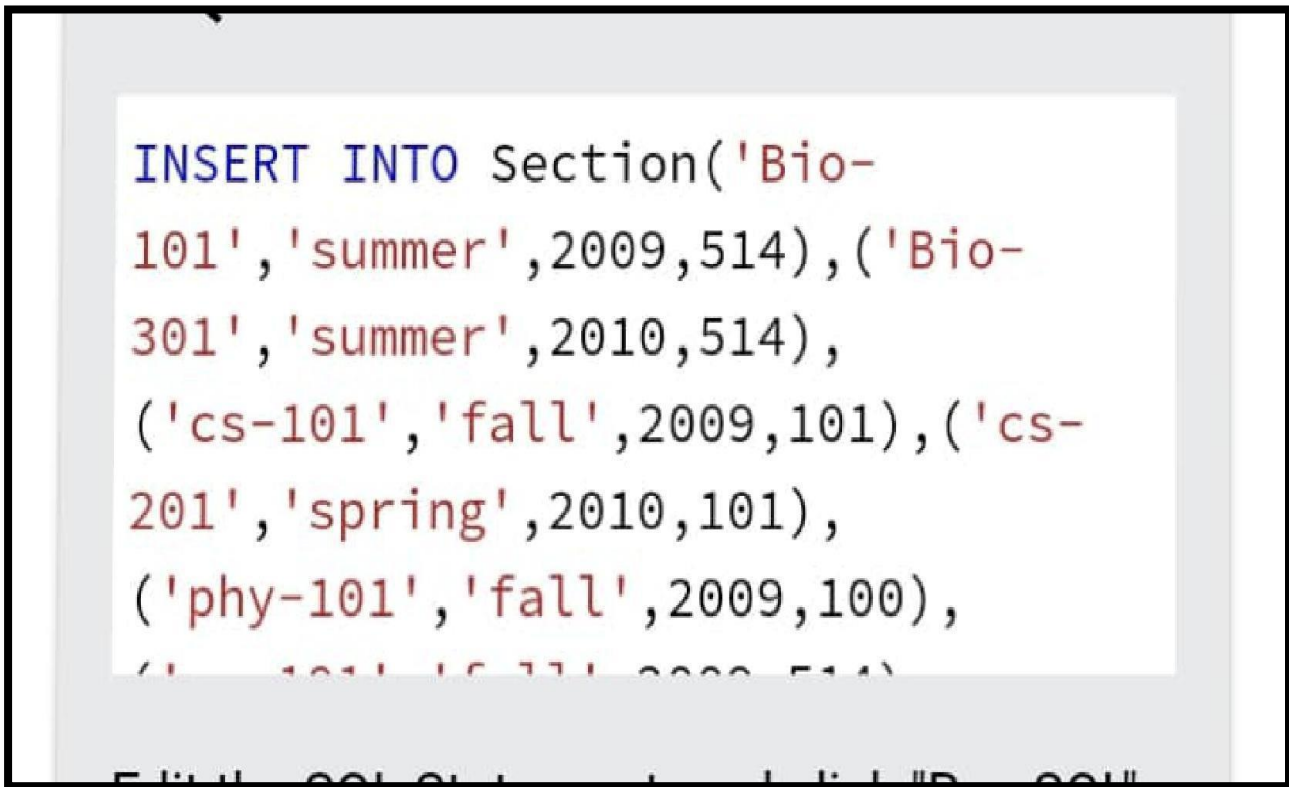 INSERT INTO Section('Bio-
101','summer',2009,514),('Bio-
301','summer',2010,514),
('cs-101','fall',2009,101),('cs-
201','spring',2010,101),
('phy-101','fall',2009,100),